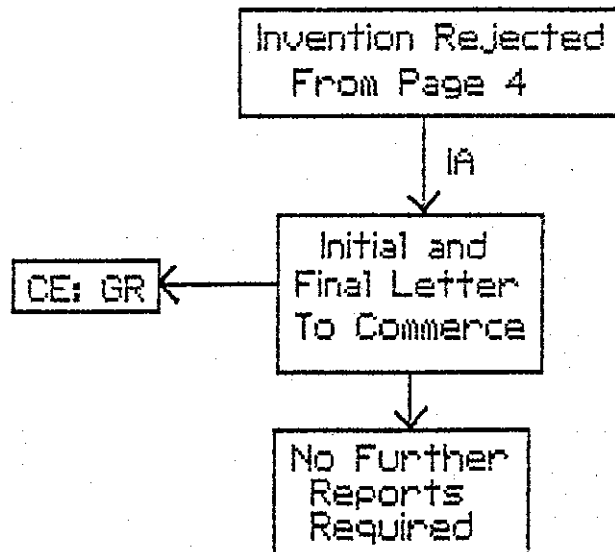 Invention Rejected
From Page 4
IA
Initial and
Final Letter
To Commerce
CE: GR
No Further
Reports
Required